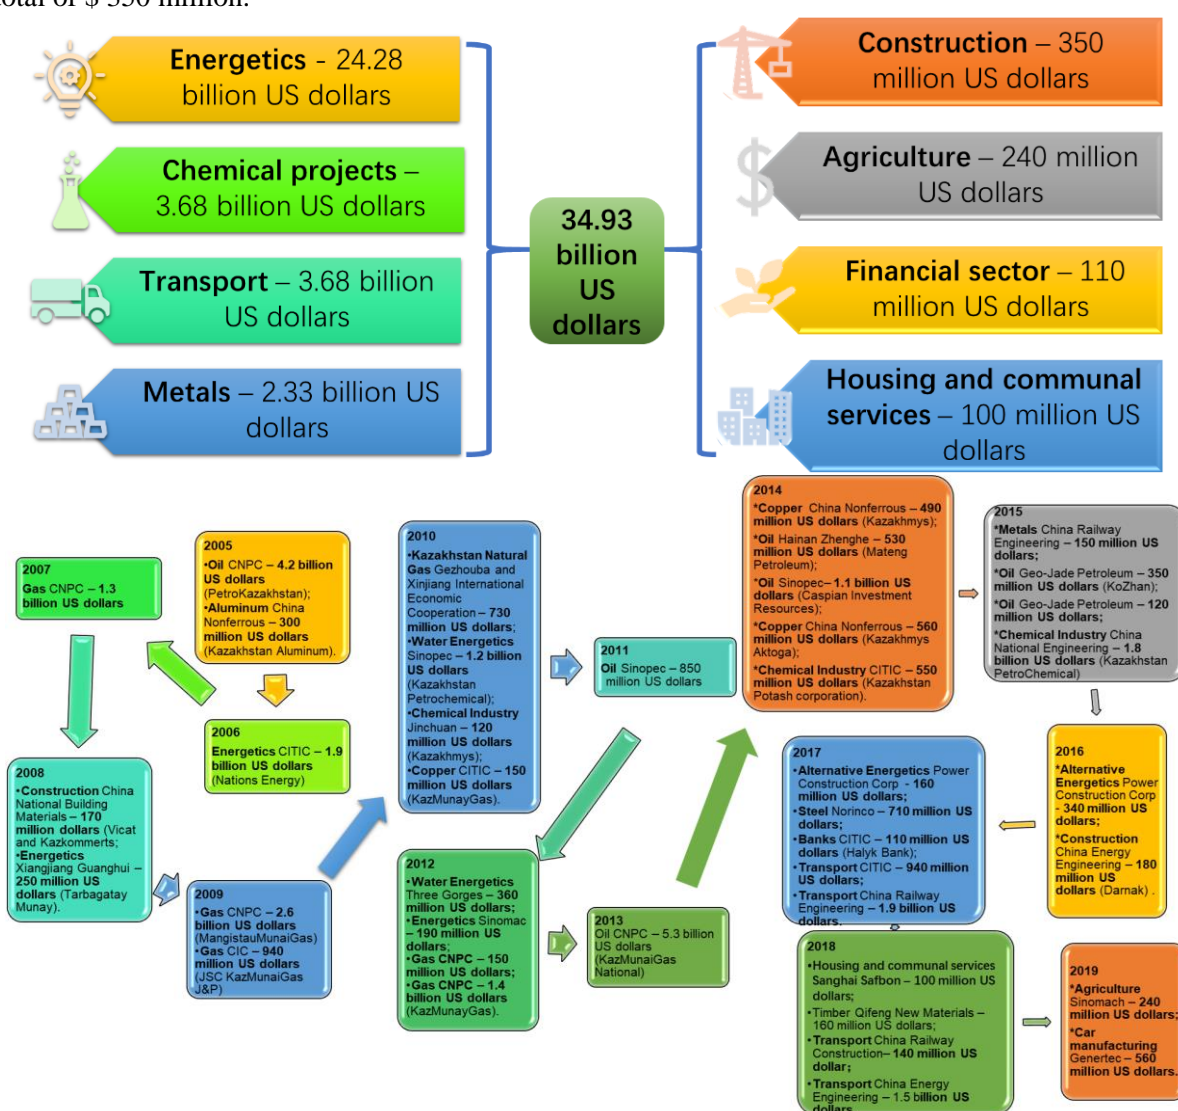 total of $ 350 million.
Energetics - 24.28
billion US dollars
Chemical projects –
3.68 billion US dollars
Transport – 3.68 billion
US dollars
Metals – 2.33 billion US
dollars
34.93
billion
US
dollars
Construction – 350
million US dollars
Agriculture – 240 million
US dollars
Financial sector – 110
million US dollars
Housing and communal
services – 100 million US
dollars
2005
•Oil CNPC – 4.2 billion
US dollars
(PetroKazakhstan);
•Aluminum China
Nonferrous – 300
million US dollars
(Kazakhstan Aluminum).
2006
Energetics CITIC – 1.9
billion US dollars
(Nations Energy)
2007
Gas CNPC – 1.3
billion US dollars
2008
•Construction China
National Building
Materials – 170
million dollars (Vicat
and Kazkommerts;
•Energetics
Xiangjiang Guanghui –
250 million US
dollars (Tarbagatay
Munay).
2009
•Gas CNPC – 2.6
billion US dollars
(MangistauMunaiGas)
•Gas CIC – 940
million US dollars
(JSC KazMunaiGas
J&P)
2010
•Kazakhstan Natural
Gas Gezhouba and
Xinjiang International
Economic
Cooperation – 730
million US dollars;
•Water Energetics
Sinopec – 1.2 billion
US dollars
(Kazakhstan
Petrochemical);
•Chemical Industry
Jinchuan – 120
million US dollars
(Kazakhmys);
•Copper CITIC – 150
million US dollars
(KazMunayGas).
2011
Oil Sinopec – 850
million US dollars
2012
•Water Energetics
Three Gorges – 360
million US dollars;
•Energetics Sinomac
– 190 million US
dollars;
•Gas CNPC – 150
million US dollars;
•Gas CNPC – 1.4
billion US dollars
(KazMunayGas).
2013
Oil CNPC – 5.3 billion
US dollars
(KazMunaiGas
National)
2014
*Copper China Nonferrous – 490
million US dollars (Kazakhmys);
*Oil Hainan Zhenghe – 530
million US dollars (Mateng
Petroleum);
*Oil Sinopec– 1.1 billion US
dollars (Caspian Investment
Resources);
*Copper China Nonferrous – 560
million US dollars (Kazakhmys
Aktoga);
*Chemical Industry CITIC – 550
million US dollars (Kazakhstan
Potash corporation).
2015
*Metals China Railway
Engineering – 150 million US
dollars;
*Oil Geo-Jade Petroleum – 350
million US dollars (KoZhan);
*Oil Geo-Jade Petroleum – 120
million US dollars;
*Chemical Industry China
National Engineering – 1.8
billion US dollars (Kazakhstan
PetroChemical)
2016
*Alternative
Energetics Power
Construction Corp
- 340 million US
dollars;
*Construction
China Energy
Engineering – 180
million US
dollars (Darnak) .
2017
•Alternative Energetics Power
Construction Corp - 160
million US dollars;
•Steel Norinco – 710 million US
dollars;
•Banks CITIC – 110 million US
dollars (Halyk Bank);
•Transport CITIC – 940 million
US dollars;
•Transport China Railway
Engineering – 1.9 billion US
dollars.
2018
•Housing and communal services
Sanghai Safbon – 100 million US
dollars;
•Timber Qifeng New Materials –
160 million US dollars;
•Transport China Railway
Construction– 140 million US
dollar;
•Transport China Energy
Engineering – 1.5 billion US
dollars
2019
*Agriculture
Sinomach – 240
million US dollars;
*Car
manufacturing
Genertec – 560
million US dollars.